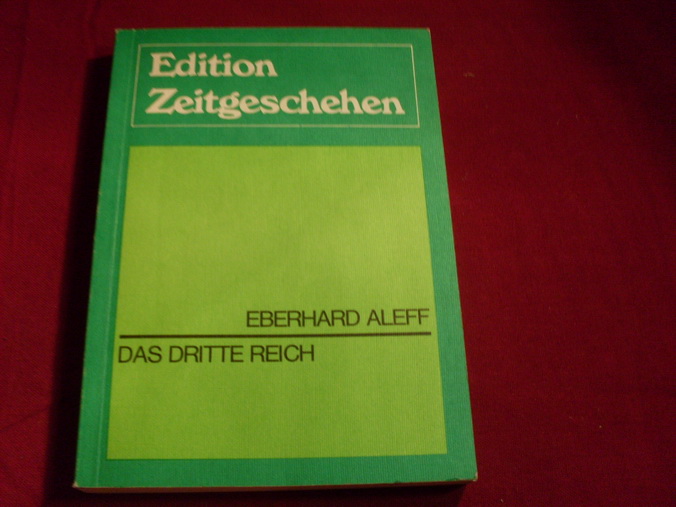 Edition
Zeitgeschehen
EBERHARD ALEFF
DAS DRITTE REICH